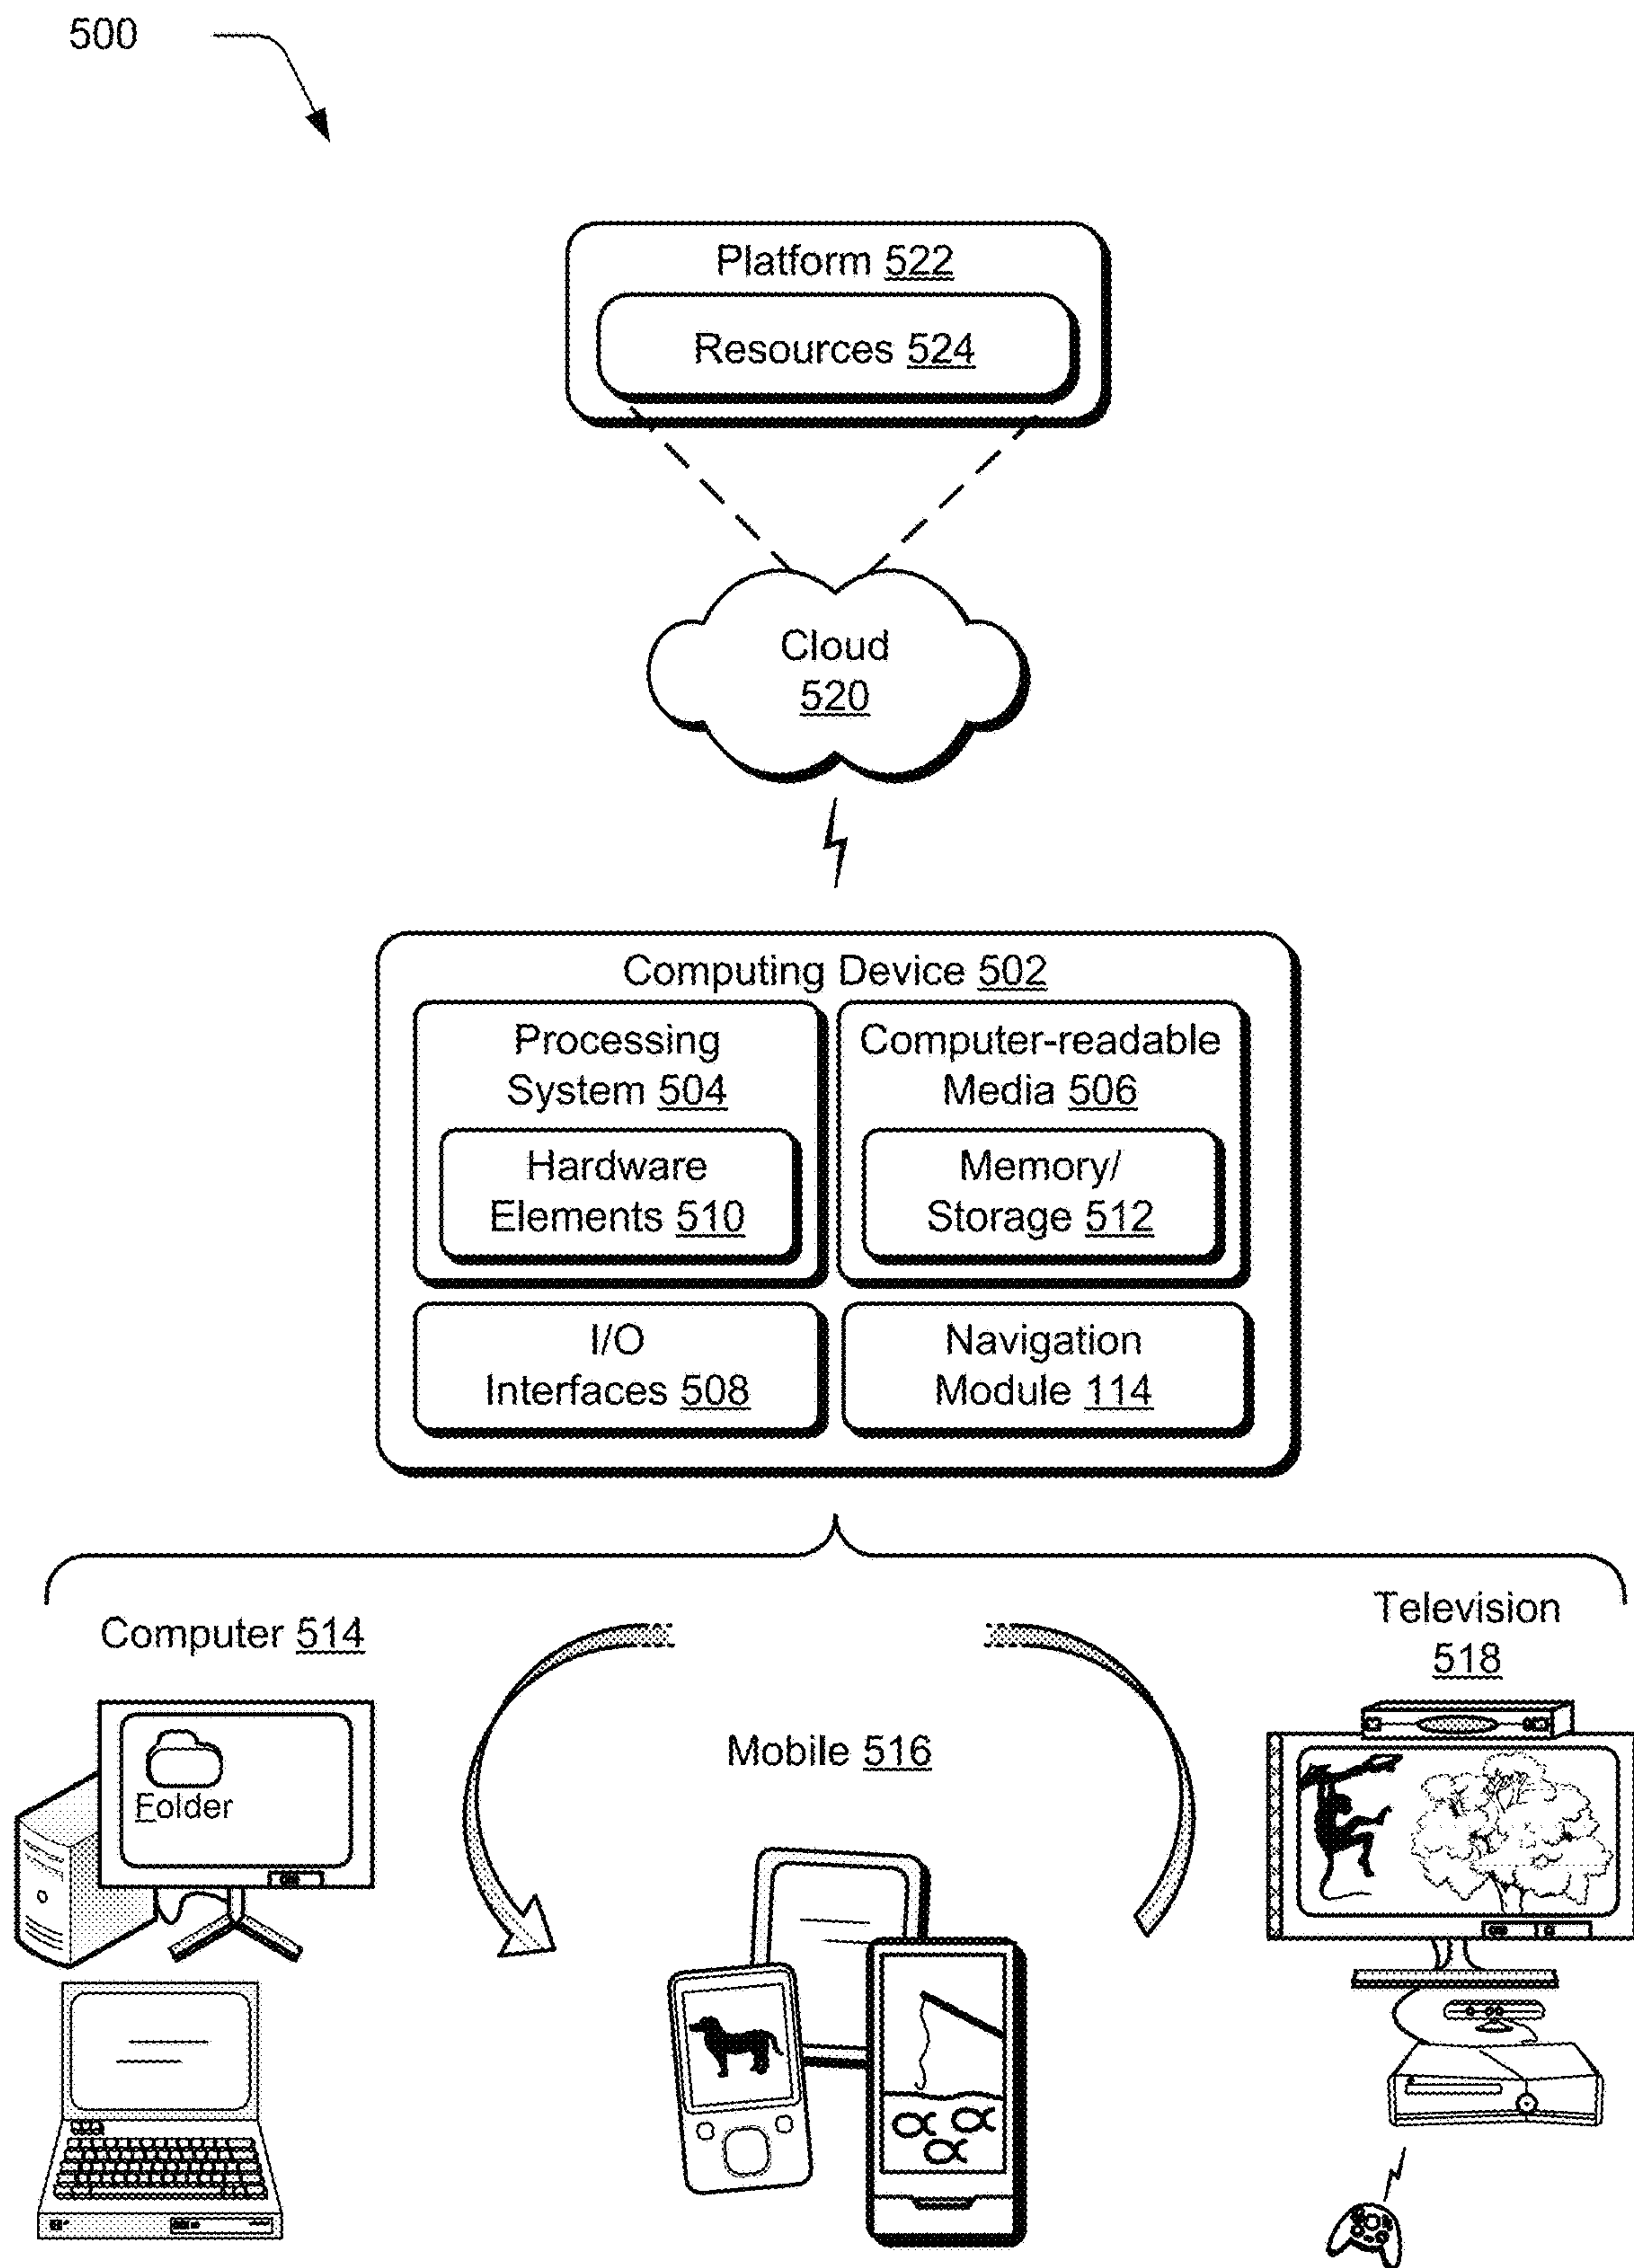 500
Platform 522
Resources 524
Cloud
520
Computing Device 502
Processing
System 504
Hardware
Elements 510
Computer-readable
Media 506
Memory/
Storage 512
I/O
Interfaces 508
Navigation
Module 114
Computer 514
Folder
Mobile 516
Television
518